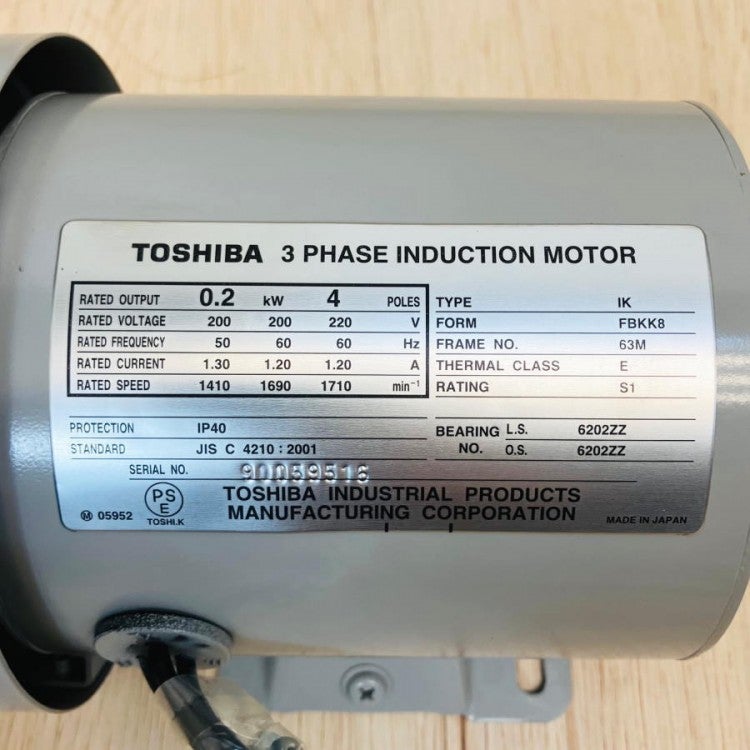 TOSHIBA 3 PHASE INDUCTION MOTOR
RATED OUTPUT 0.2 kW 4 POLES
RATED VOLTAGE 200 200 220 V
RATED FREQUENCY 50 60 60 Hz
RATED CURRENT 1.30 1.20 1.20 A
RATED SPEED 1410 1690 1710 min⁻¹
TYPE IK
FORM FBKK8
FRAME NO. 63M
THERMAL CLASS E
RATING S1
PROTECTION IP40
STANDARD JIS C 4210 : 2001
BEARING NO. L.S. 6202ZZ
O.S. 6202ZZ
SERIAL NO. 90059516
Ⓜ 05952
PS
E
TOSHI.K
TOSHIBA INDUSTRIAL PRODUCTS
MANUFACTURING CORPORATION
MADE IN JAPAN